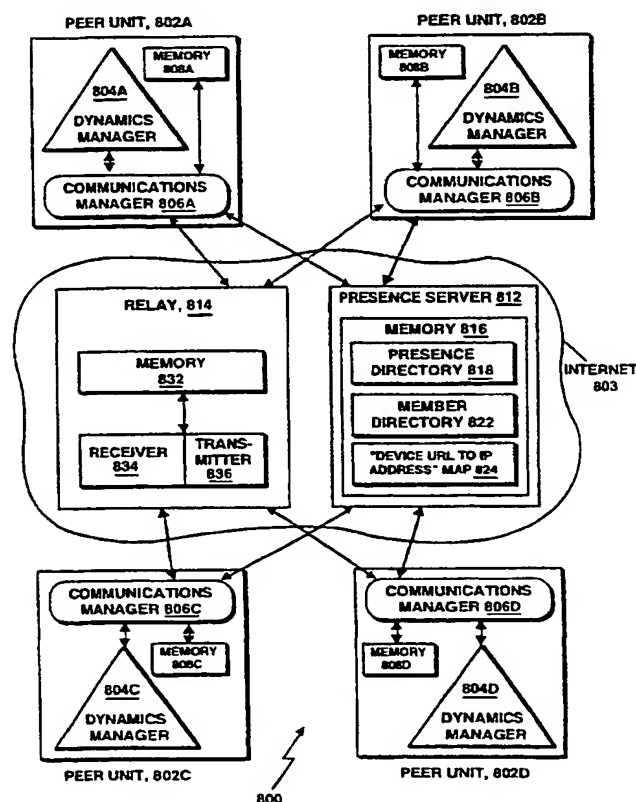 PEER UNIT, 802A
PEER UNIT, 802B
MEMORY
808A
804A
DYNAMICS
MANAGER
COMMUNICATIONS
MANAGER 806A
MEMORY
808B
804B
DYNAMICS
MANAGER
COMMUNICATIONS
MANAGER 806B
RELAY, 814
MEMORY
832
RECEIVER
834
TRANS-
MITTER
836
PRESENCE SERVER 812
MEMORY 816
PRESENCE
DIRECTORY 818
MEMBER
DIRECTORY 822
"DEVICE URL TO IP
ADDRESS" MAP 824
INTERNET
803
COMMUNICATIONS
MANAGER 806C
MEMORY
808C
804C
DYNAMICS
MANAGER
COMMUNICATIONS
MANAGER 806D
MEMORY
808D
804D
DYNAMICS
MANAGER
PEER UNIT, 802C
PEER UNIT, 802D
800